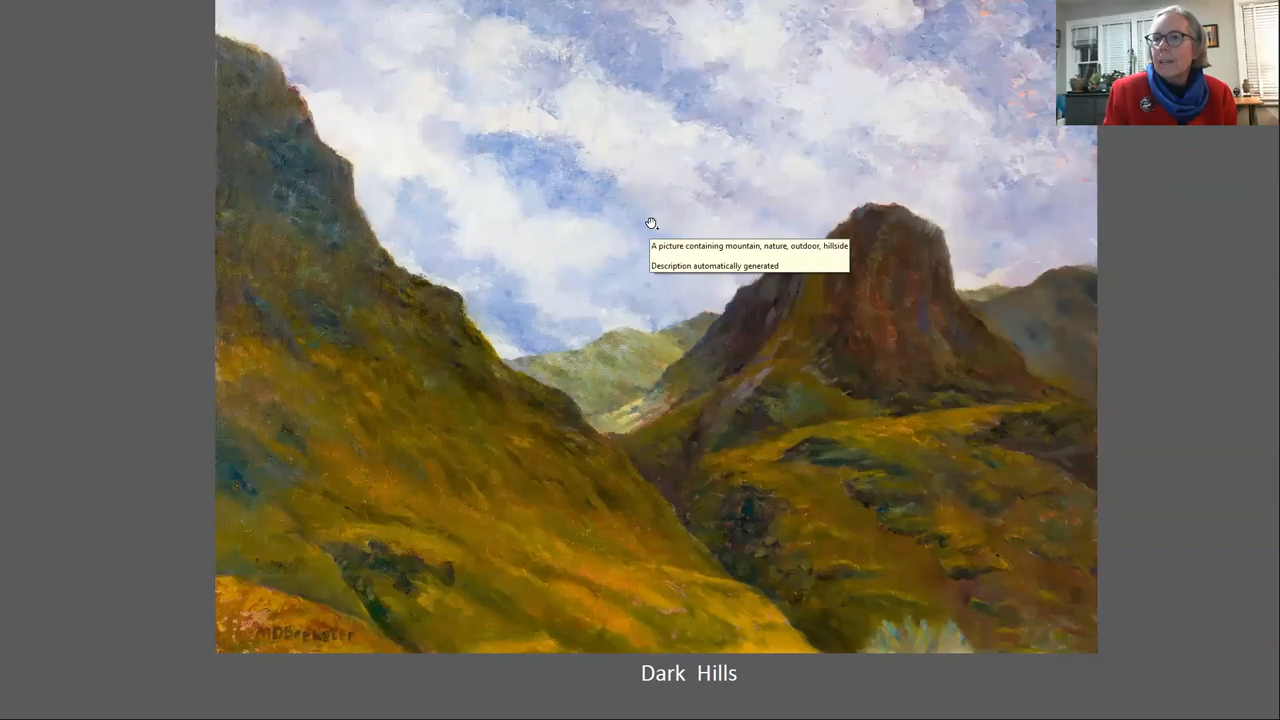 A picture containing mountain, nature, outdoor, hillside
Description automatically generated
MDBrewster
Dark Hills